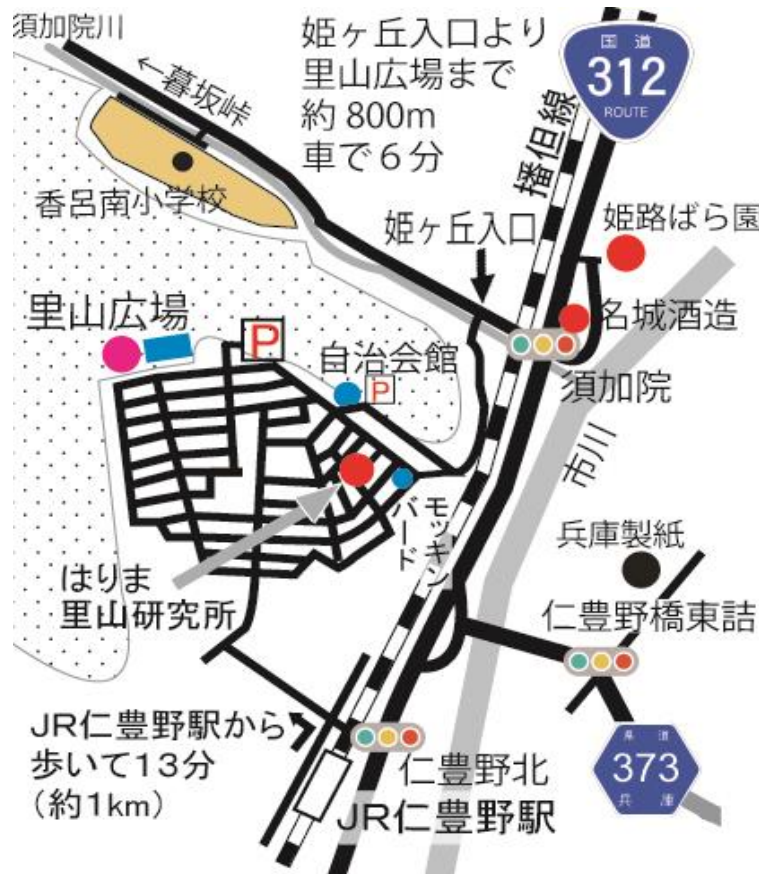 須加院川
←暮坂峠
姫ヶ丘入口より
里山広場まで
約800m
車で6分
国道
312
ROUTE
播但線
香呂南小学校
姫ヶ丘入口
姫路ばら園
里山広場
P
自治会館
P
名城酒造
須加院
市川
モッキン
バード
兵庫製紙
はりま
里山研究所
仁豊野橋東詰
JR仁豊野駅から
歩いて13分
(約1km)
仁豊野北
JR仁豊野駅
県道
373
兵庫